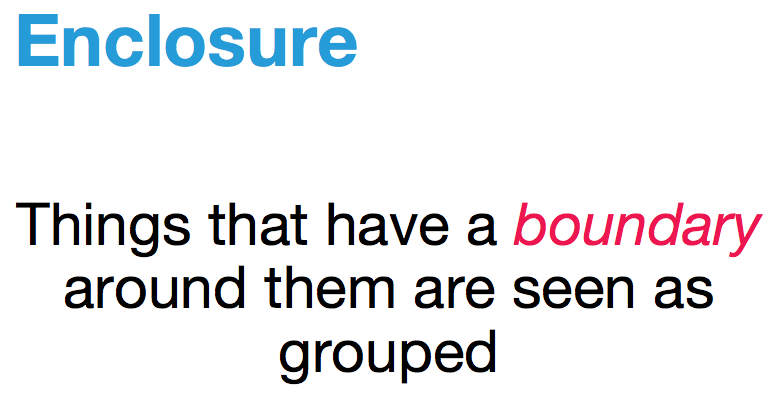 Enclosure
Things that have a boundary
around them are seen as
grouped